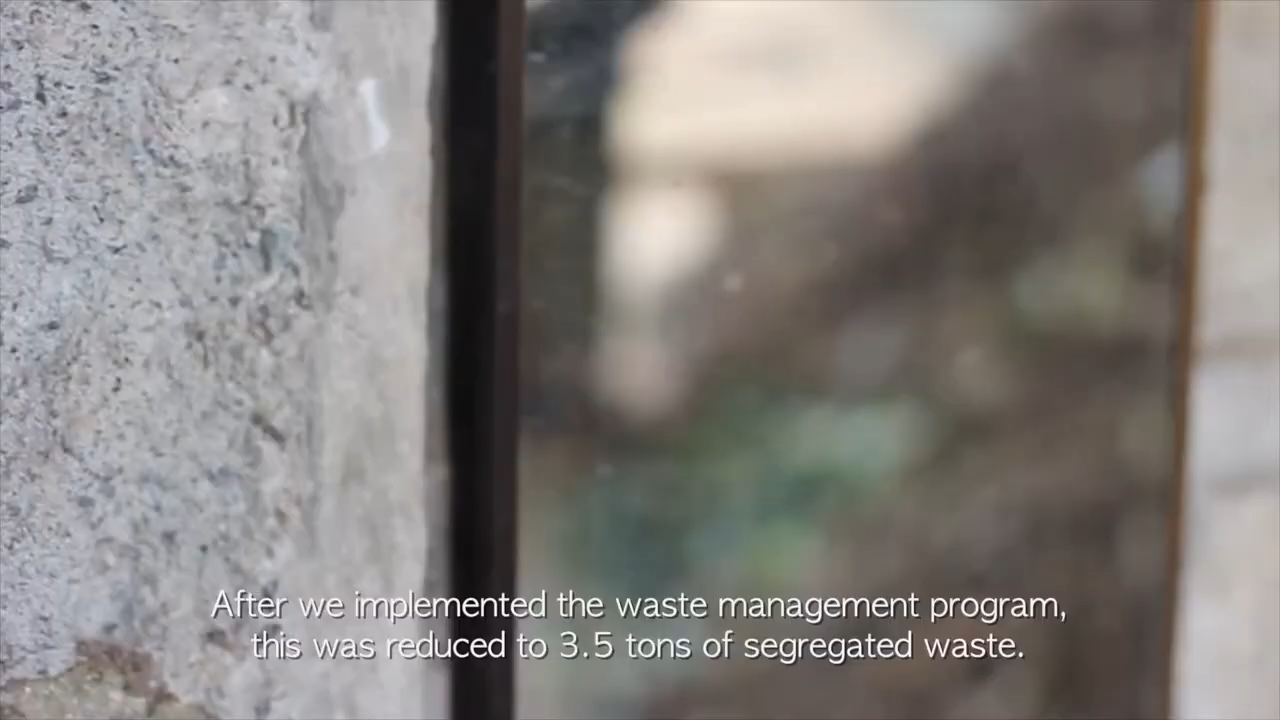 After we implemented the waste management program,
this was reduced to 3.5 tons of segregated waste.